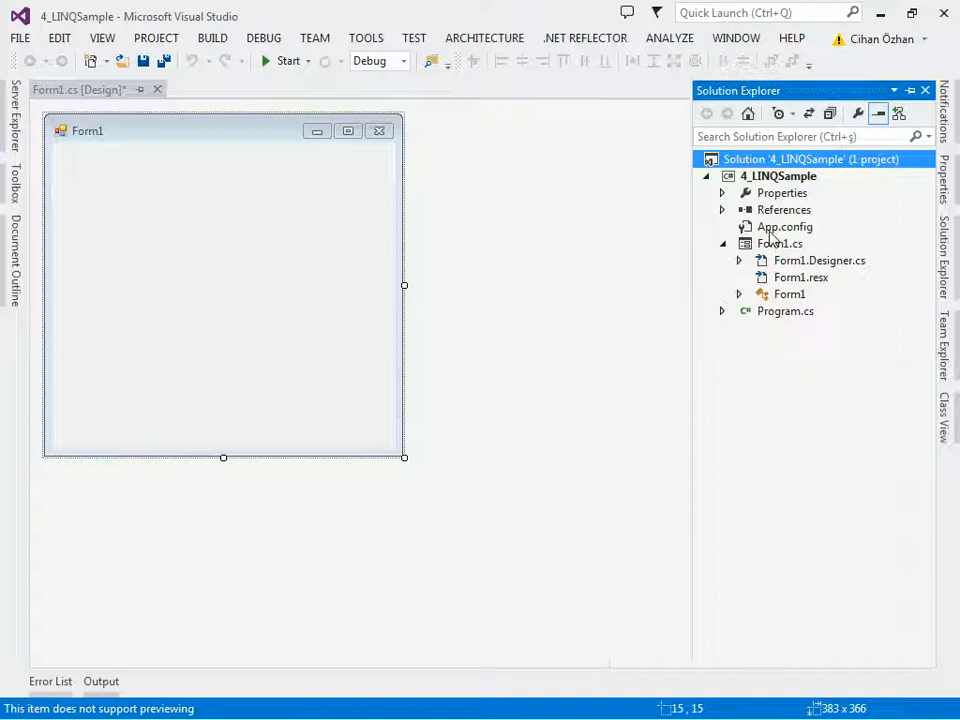 4_LINQSample - Microsoft Visual Studio
Quick Launch (Ctrl+Q)
FILE EDIT VIEW PROJECT BUILD DEBUG TEAM TOOLS TEST ARCHITECTURE .NET REFLECTOR ANALYZE WINDOW HELP Cihan Özhan
Start Debug
Form1.cs [Design]*
Server Explorer
Toolbox
Document Outline
Form1
Solution Explorer
Search Solution Explorer (Ctrl+ş)
Solution '4_LINQSample' (1 project)
4_LINQSample
Properties
References
App.config
Form1.cs
Form1.Designer.cs
Form1.resx
Form1
Program.cs
Notifications
Properties
Solution Explorer
Team Explorer
Class View
Error List Output
This item does not support previewing 15 , 15 383 x 366